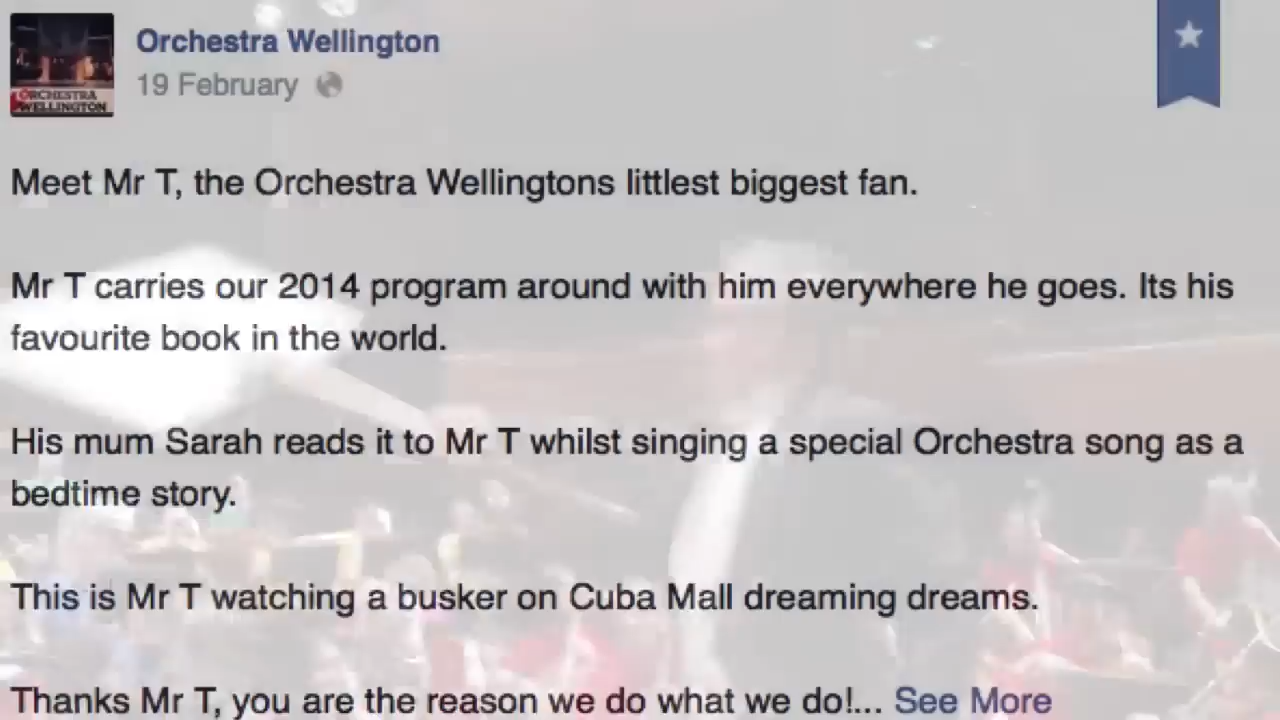 Orchestra Wellington
19 February
ORCHESTRA
WELLINGTON
Meet Mr T, the Orchestra Wellingtons littlest biggest fan.
Mr T carries our 2014 program around with him everywhere he goes. Its his
favourite book in the world.
His mum Sarah reads it to Mr T whilst singing a special Orchestra song as a
bedtime story.
This is Mr T watching a busker on Cuba Mall dreaming dreams.
Thanks Mr T, you are the reason we do what we do!... See More